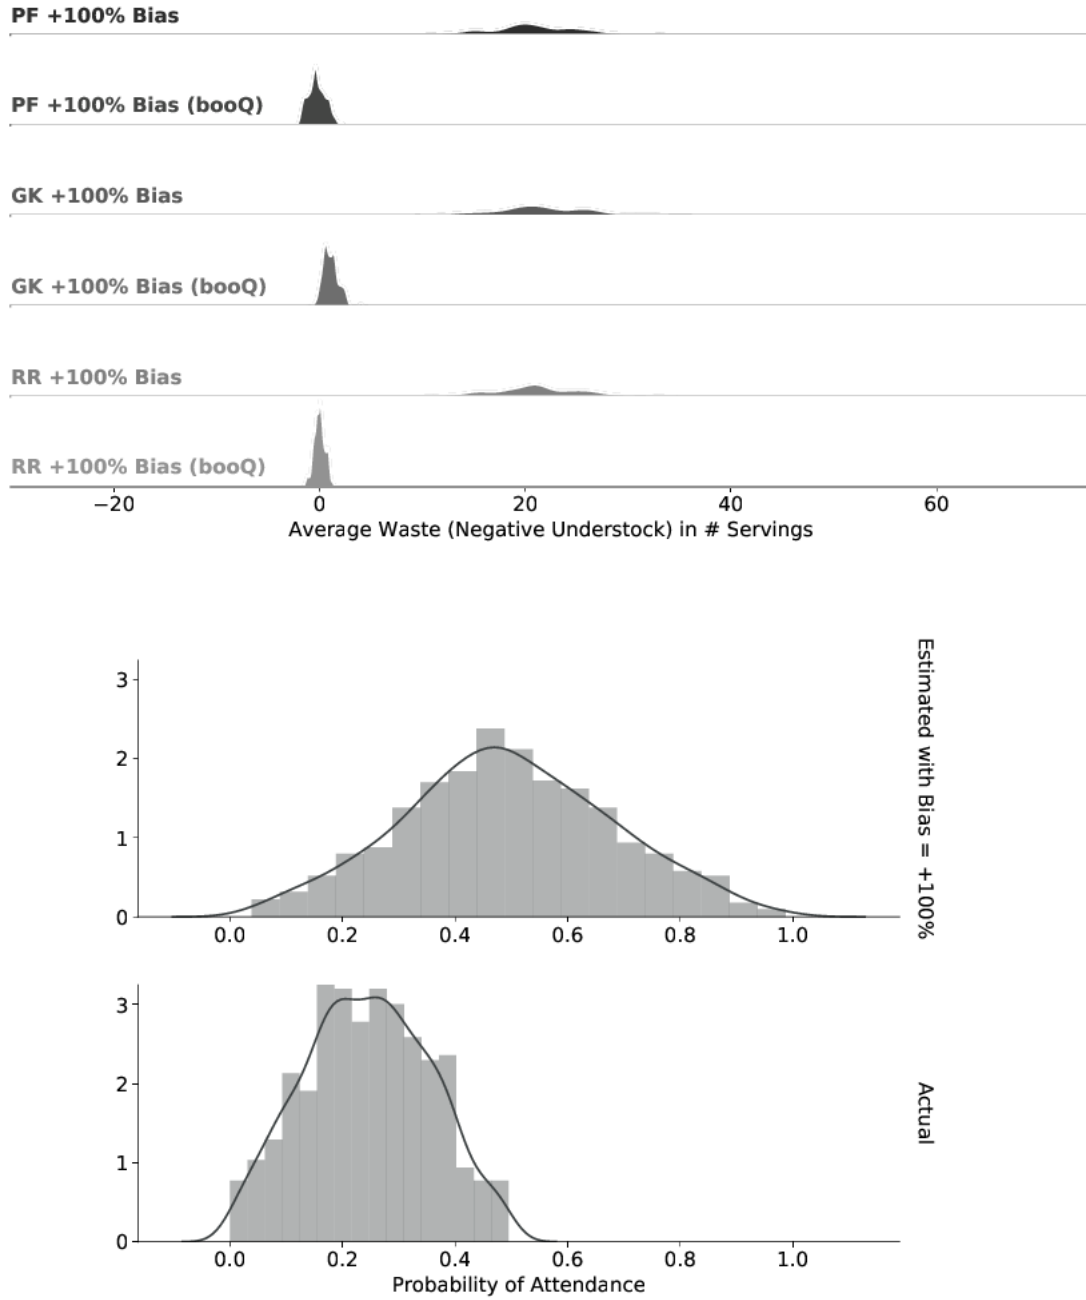 PF +100% Bias
PF +100% Bias (booQ)
GK +100% Bias
GK +100% Bias (booQ)
RR +100% Bias
RR +100% Bias (booQ)
−20 0 20 40 60
Average Waste (Negative Understock) in # Servings
3
2
1
0
0.0 0.2 0.4 0.6 0.8 1.0
Estimated with Bias = +100%
3
2
1
0
0.0 0.2 0.4 0.6 0.8 1.0
Probability of Attendance
Actual